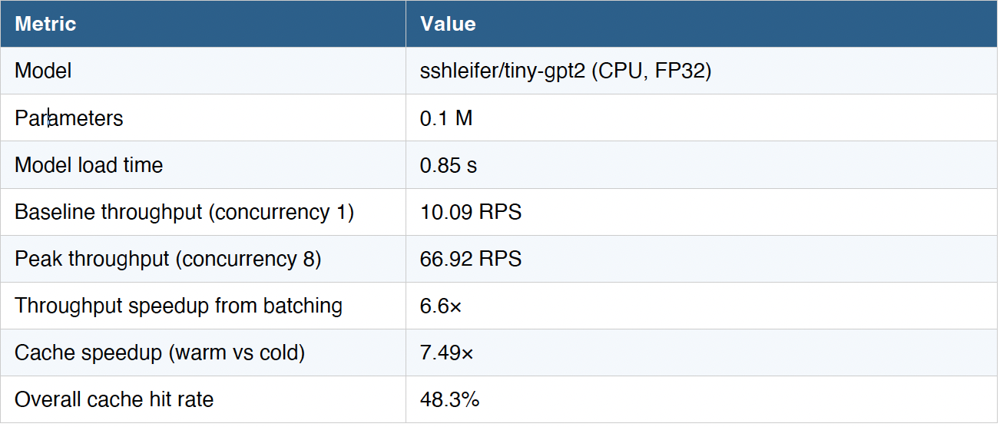 Metric Value
Model sshleifer/tiny-gpt2 (CPU, FP32)
Parameters 0.1 M
Model load time 0.85 s
Baseline throughput (concurrency 1) 10.09 RPS
Peak throughput (concurrency 8) 66.92 RPS
Throughput speedup from batching 6.6×
Cache speedup (warm vs cold) 7.49×
Overall cache hit rate 48.3%